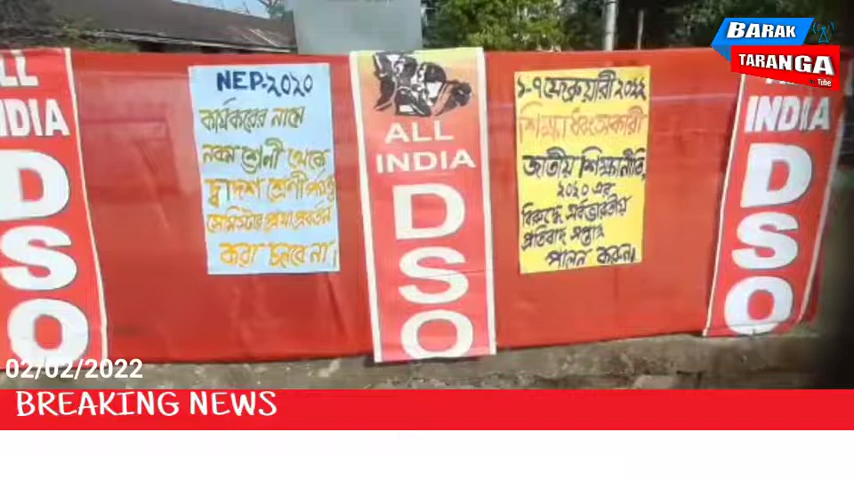 BARAK
TARANGA
Tube
ALL
INDIA
DSO
NEP-২০২০
কার্যকরের নামে
নবম শ্রেণী থেকে
দ্বাদশ শ্রেণী পর্যন্ত
সেমিস্টার প্রথা প্রবর্তন
করা চলবে না।
ALL
INDIA
DSO
১-৭ ফেব্রুয়ারী ২০২২
শিক্ষা ধ্বংসকারী
জাতীয় শিক্ষানীতি,
২০২০ এর
বিরুদ্ধে সর্বভারতীয়
প্রতিবাদ সপ্তাহ
পালন করুন।
INDIA
DSO
02/02/2022
BREAKING NEWS